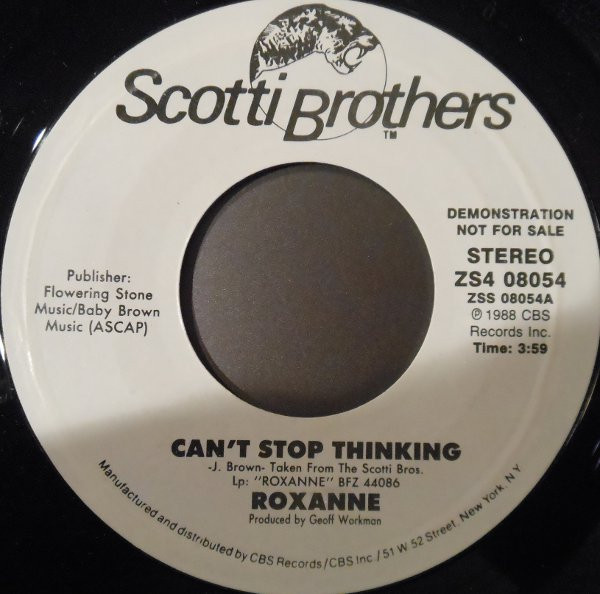 Scotti Brothers
TM
DEMONSTRATION
NOT FOR SALE
STEREO
ZS4 08054
ZSS 08054A
℗ 1988 CBS
Records Inc.
Time: 3:59
Publisher:
Flowering Stone
Music/Baby Brown
Music (ASCAP)
CAN'T STOP THINKING
-J. Brown- Taken From The Scotti Bros.
Lp: "ROXANNE" BFZ 44086
ROXANNE
Produced by Geoff Workman
Manufactured and distributed by CBS Records/CBS Inc./51 W 52 Street, New York, N.Y.